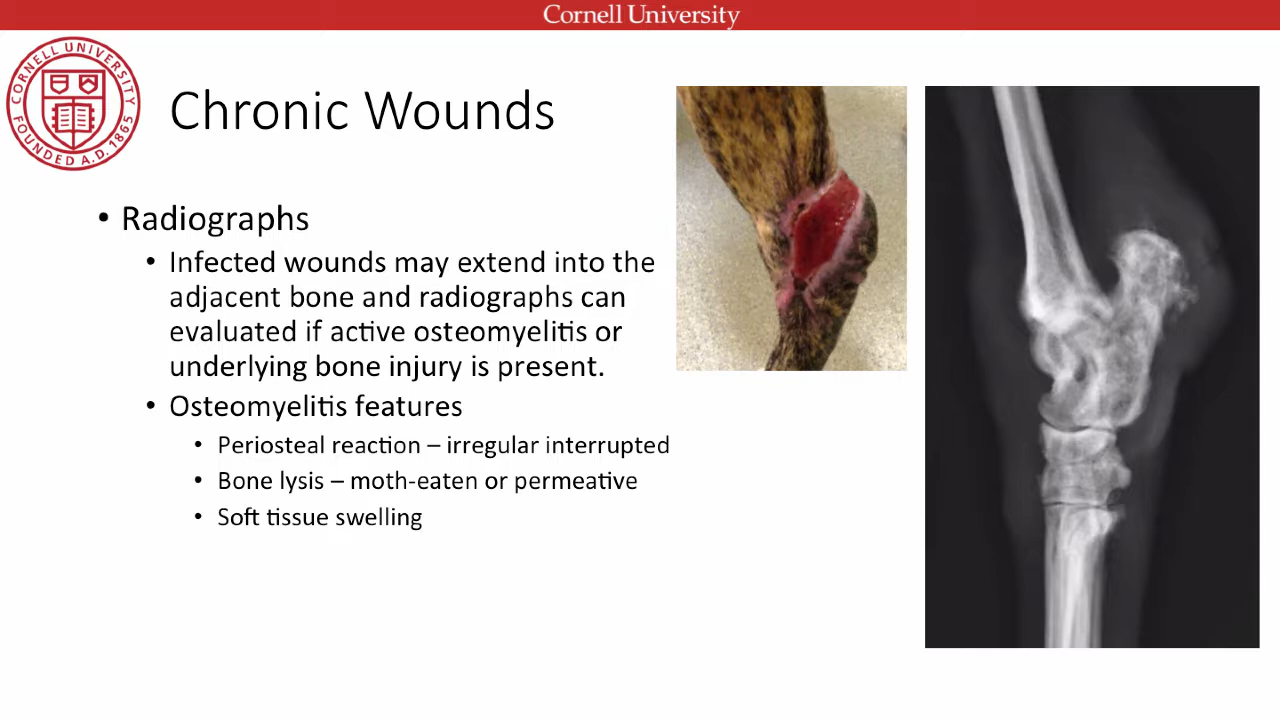 Cornell University
CORNELL UNIVERSITY
FOUNDED A.D. 1865
Chronic Wounds
• Radiographs
• Infected wounds may extend into the
adjacent bone and radiographs can
evaluated if active osteomyelitis or
underlying bone injury is present.
• Osteomyelitis features
• Periosteal reaction – irregular interrupted
• Bone lysis – moth-eaten or permeative
• Soft tissue swelling